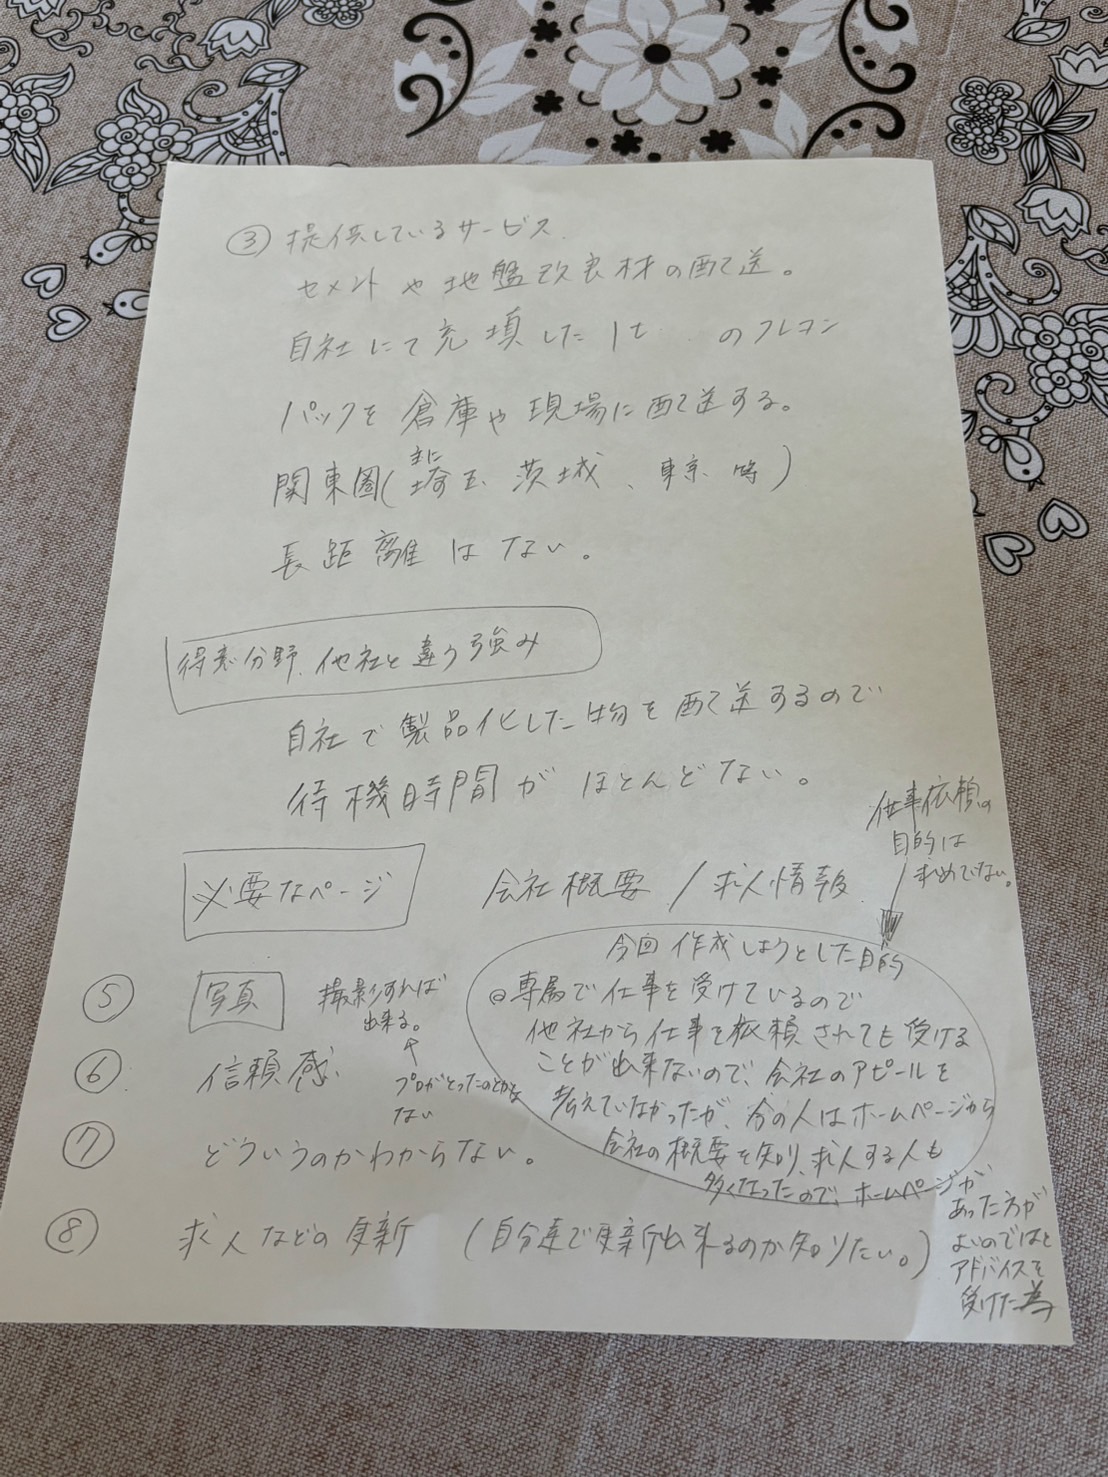 ③ 提供しているサービス.
セメントや地盤改良材の配送。
自社にて充填した1t のフレコン
バックを倉庫や現場に配送する。
関東圏(主に埼玉、茨城、東京 等)
長距離はない。
得意分野、他社と違う強み
自社で製品化した物を配送するので
待機時間がほとんどない。
仕事依頼の
目的は
求めてない。
必要なページ 会社概要 / 求人情報
今回作成しようとした目的
◎専属で仕事を受けているので
他社から仕事を依頼されても受ける
ことが出来ないので、会社のアピールを
考えていなかったが、今の人はホームページから
会社の概要を知り、求人する人も
多くなったので、ホームページが
あった方が
よいのではと
アドバイスを
受けた為
⑤ 写真 撮影すれば
出来る。
↑
プロがとったのとかは
ない
⑥ 信頼感
⑦ どういうのかわからない。
⑧ 求人などの更新 (自分達で更新出来るのか知りたい。)